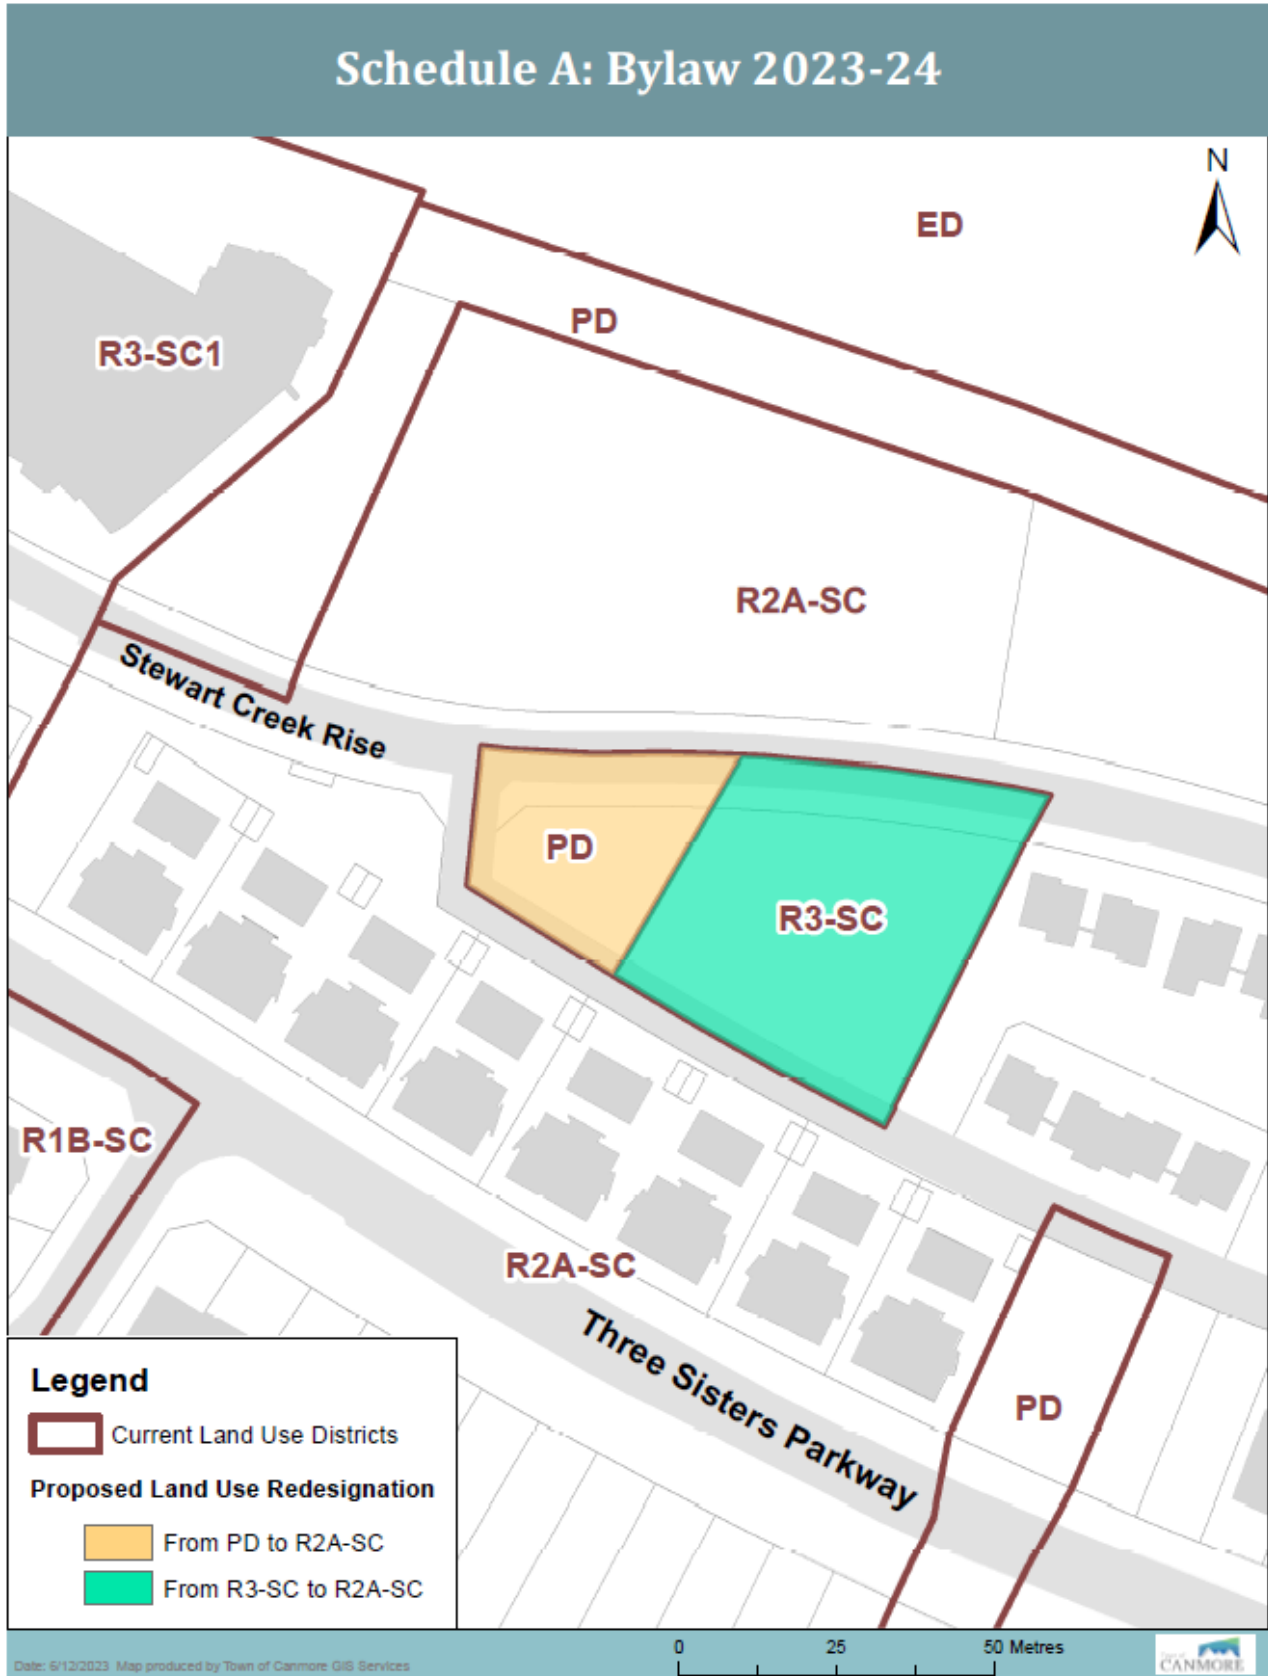 Schedule A: Bylaw 2023-24
N
ED
PD
R3-SC1
R2A-SC
Stewart Creek Rise
PD
R3-SC
R1B-SC
R2A-SC
Three Sisters Parkway
PD
Legend
Current Land Use Districts
Proposed Land Use Redesignation
From PD to R2A-SC
From R3-SC to R2A-SC
0 25 50 Metres
Date: 6/12/2023 Map produced by Town of Canmore GIS Services
CANMORE